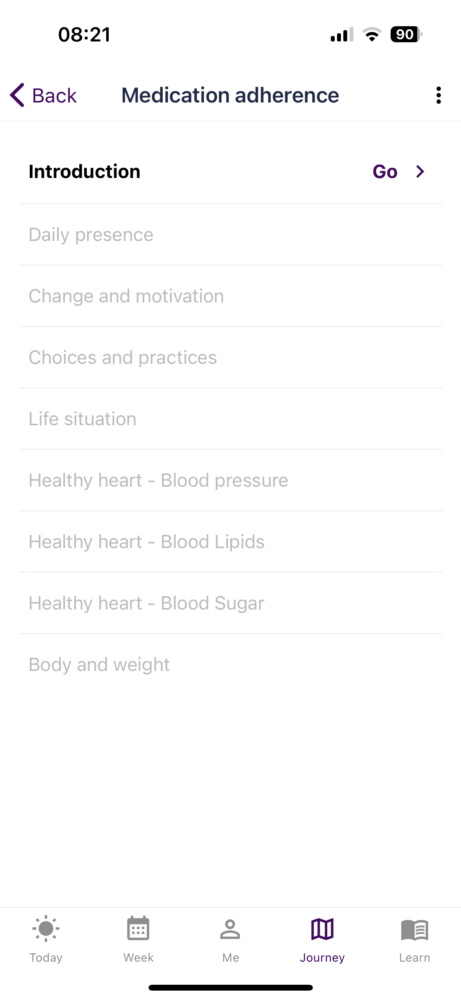 08:21
90
Back
Medication adherence
Introduction
Go
Daily presence
Change and motivation
Choices and practices
Life situation
Healthy heart - Blood pressure
Healthy heart - Blood Lipids
Healthy heart - Blood Sugar
Body and weight
Today
Week
Me
Journey
Learn